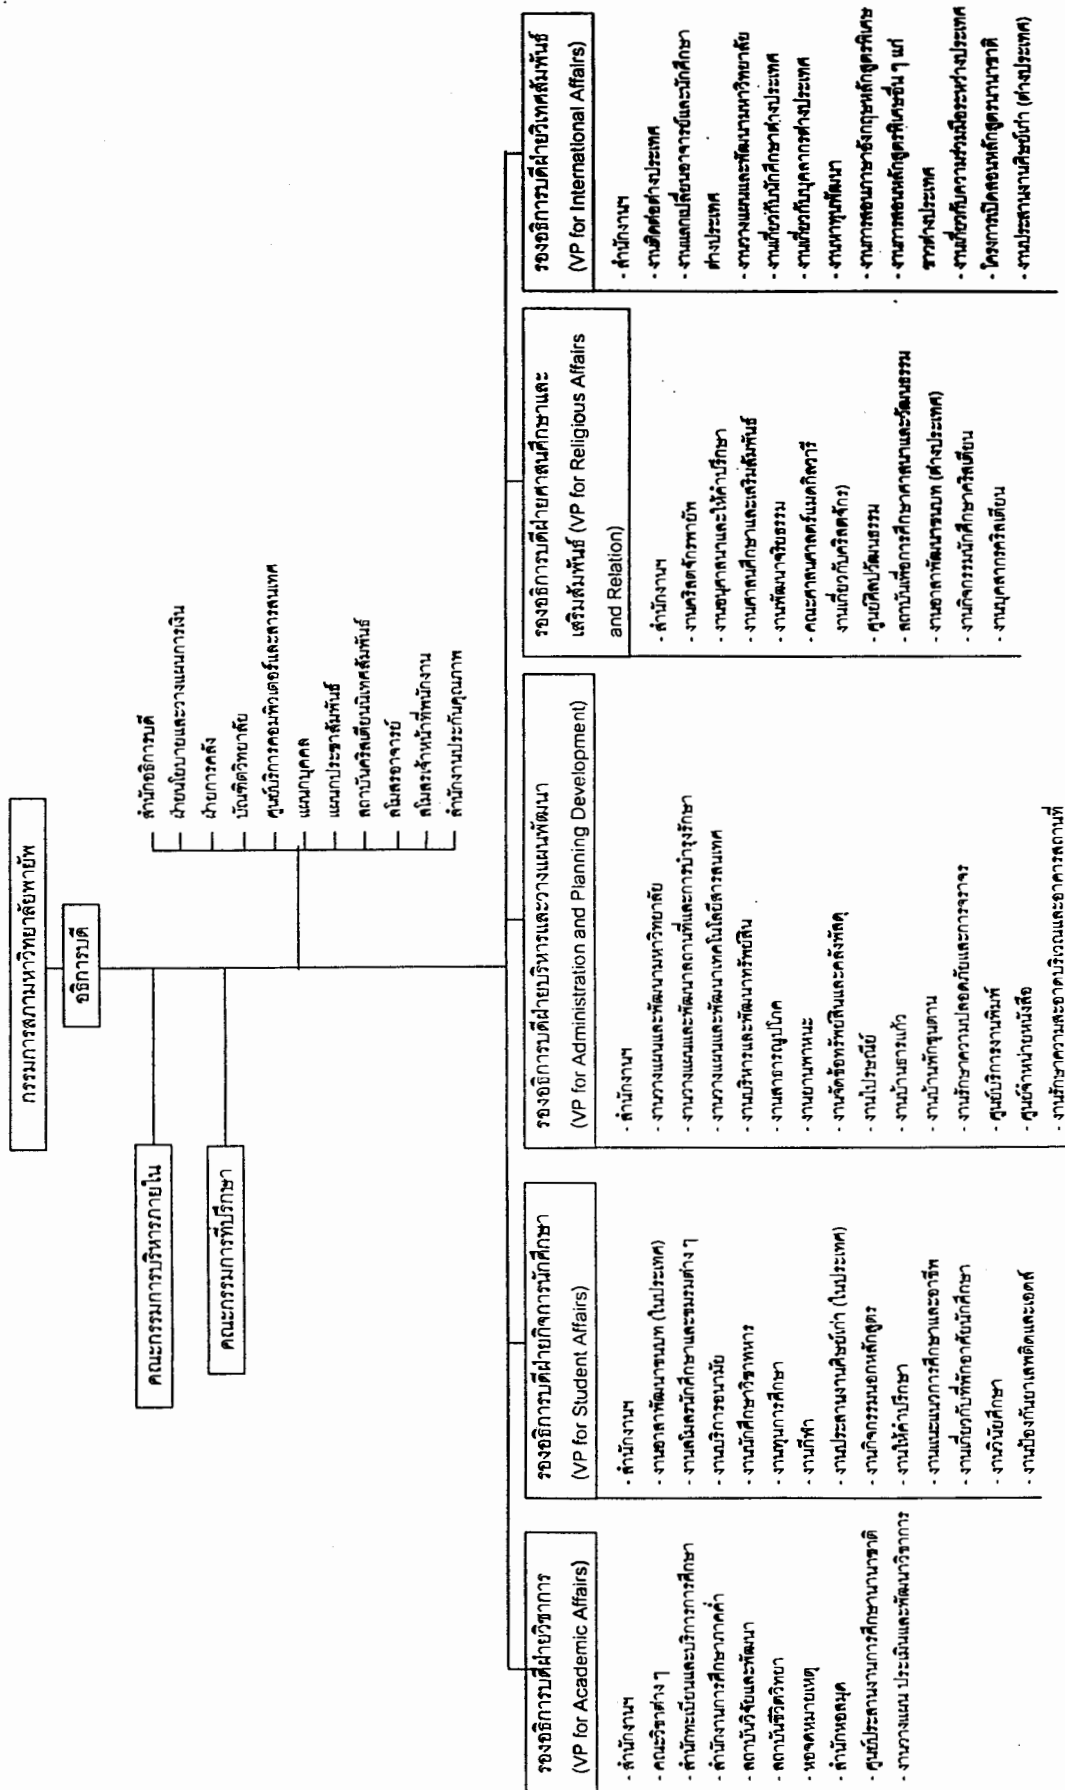 กรรมการสภามหาวิทยาลัยพายัพ
อธิการบดี
คณะกรรมการบริหารภายใน
คณะกรรมการที่ปรึกษา
สำนักอธิการบดี
ฝ่ายนโยบายและวางแผนการเงิน
ฝ่ายการคลัง
บัณฑิตวิทยาลัย
ศูนย์บริการคอมพิวเตอร์และสารสนเทศ
แผนกบุคคล
แผนกประชาสัมพันธ์
สถาบันคริสเตียนนิเทศสัมพันธ์
สโมสรอาจารย์
สโมสรเจ้าหน้าที่พนักงาน
สำนักงานประกันคุณภาพ
รองอธิการบดีฝ่ายวิชาการ
(VP for Academic Affairs)
- สำนักงานฯ
- คณะวิชาต่าง ๆ
- สำนักทะเบียนและบริการการศึกษา
- สำนักงานการศึกษาภาคค่ำ
- สถาบันวิจัยและพัฒนา
- สถาบันชีวิตวิทยา
- หอจดหมายเหตุ
- สำนักหอสมุด
- ศูนย์ประสานงานการศึกษานานาชาติ
- งานวางแผน ประเมินและพัฒนาวิชาการ
รองอธิการบดีฝ่ายกิจการนักศึกษา
(VP for Student Affairs)
- สำนักงานฯ
- งานอาสาพัฒนาชนบท (ในประเทศ)
- งานสโมสรนักศึกษาและชมรมต่าง ๆ
- งานบริการอนามัย
- งานนักศึกษาวิชาทหาร
- งานทุนการศึกษา
- งานกีฬา
- งานประสานงานศิษย์เก่า (ในประเทศ)
- งานกิจกรรมนอกหลักสูตร
- งานให้คำปรึกษา
- งานแนะแนวการศึกษาและอาชีพ
- งานเกี่ยวกับที่พักอาศัยนักศึกษา
- งานวินัยศึกษา
- งานป้องกันยาเสพติดและเอดส์
รองอธิการบดีฝ่ายบริหารและวางแผนพัฒนา
(VP for Administration and Planning Development)
- สำนักงานฯ
- งานวางแผนและพัฒนามหาวิทยาลัย
- งานวางแผนและพัฒนาสถานที่และการบำรุงรักษา
- งานวางแผนและพัฒนาเทคโนโลยีสารสนเทศ
- งานบริหารและพัฒนาทรัพย์สิน
- งานสาธารณูปโภค
- งานยานพาหนะ
- งานจัดซื้อทรัพย์สินและคลังพัสดุ
- งานไปรษณีย์
- งานบ้านธารแก้ว
- งานบ้านพักขุนตาน
- งานรักษาความปลอดภัยและการจราจร
- ศูนย์บริการงานพิมพ์
- ศูนย์จำหน่ายหนังสือ
- งานรักษาความสะอาดบริเวณและอาคารสถานที่
รองอธิการบดีฝ่ายศาสนศึกษาและ
เสริมสัมพันธ์ (VP for Religious Affairs
and Relation)
- สำนักงานฯ
- งานคริสตจักรพายัพ
- งานอนุศาสนาและให้คำปรึกษา
- งานศาสนศึกษาและเสริมสัมพันธ์
- งานพัฒนาจริยธรรม
- คณะศาสนศาสตร์แมคกิลวารี
งานเกี่ยวกับคริสตจักร)
- ศูนย์ศิลปวัฒนธรรม
- สถาบันเพื่อการศึกษาศาสนาและวัฒนธรรม
- งานอาสาพัฒนาชนบท (ต่างประเทศ)
- งานกิจกรรมนักศึกษาคริสเตียน
- งานบุคลากรคริสเตียน
รองอธิการบดีฝ่ายวิเทศสัมพันธ์
(VP for International Affairs)
- สำนักงานฯ
- งานติดต่อต่างประเทศ
- งานแลกเปลี่ยนอาจารย์และนักศึกษา
ต่างประเทศ
- งานวางแผนและพัฒนามหาวิทยาลัย
- งานเกี่ยวกับนักศึกษาต่างประเทศ
- งานเกี่ยวกับบุคลากรต่างประเทศ
- งานหาทุนพัฒนา
- งานการสอนภาษาอังกฤษหลักสูตรพิเศษ
- งานการสอนหลักสูตรพิเศษอื่น ๆ แก่
ชาวต่างประเทศ
- งานเกี่ยวกับความร่วมมือระหว่างประเทศ
- โครงการเปิดสอนหลักสูตรนานาชาติ
- งานประสานงานศิษย์เก่า (ต่างประเทศ)